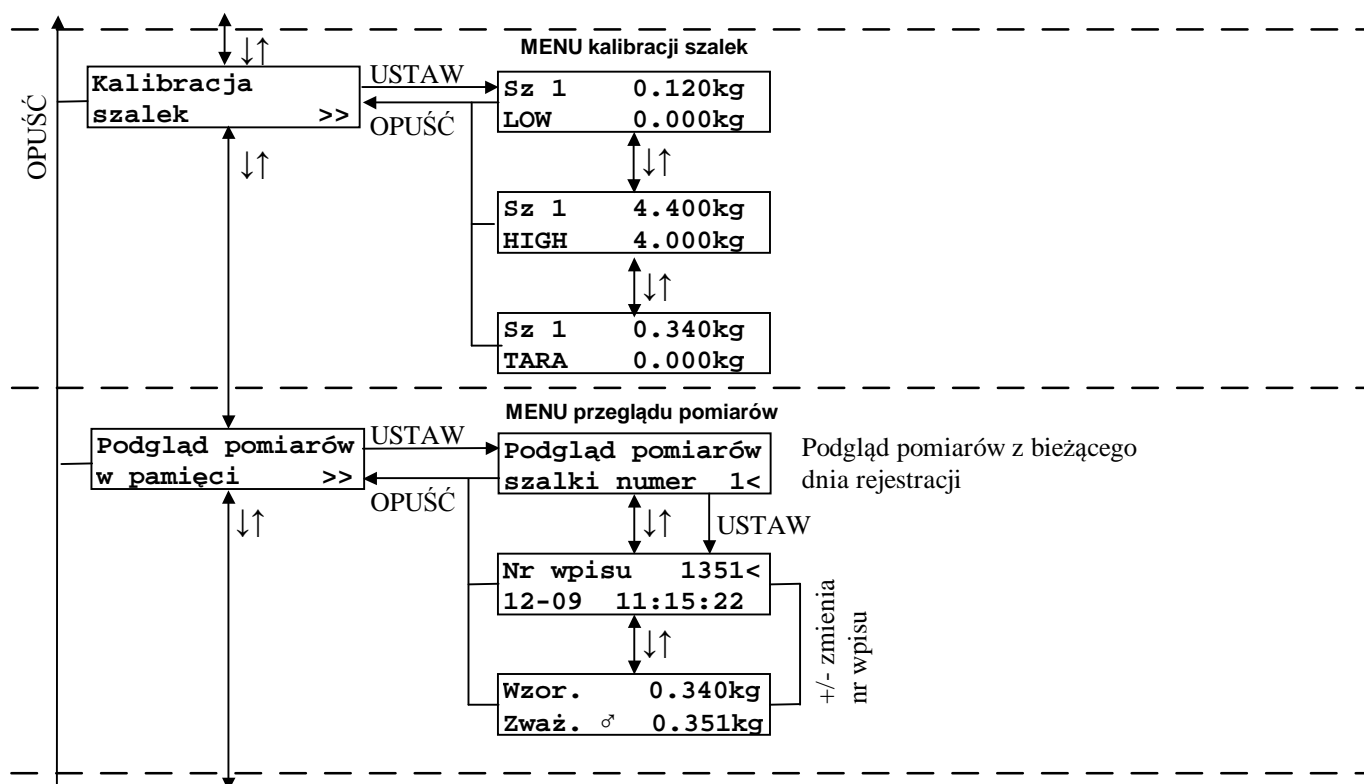 ↓↑
MENU kalibracji szalek
OPUŚĆ
Kalibracja
szalek >>
USTAW
OPUŚĆ
Sz 1 0.120kg
LOW 0.000kg
↓↑
↓↑
Sz 1 4.400kg
HIGH 4.000kg
↓↑
Sz 1 0.340kg
TARA 0.000kg
MENU przeglądu pomiarów
Podgląd pomiarów
w pamięci >>
USTAW
OPUŚĆ
Podgląd pomiarów
szalki numer 1<
Podgląd pomiarów z bieżącego
dnia rejestracji
↓↑
↓↑
USTAW
Nr wpisu 1351<
12-09 11:15:22
↓↑
+/- zmienia
nr wpisu
Wzor. 0.340kg
Zważ. ♂ 0.351kg